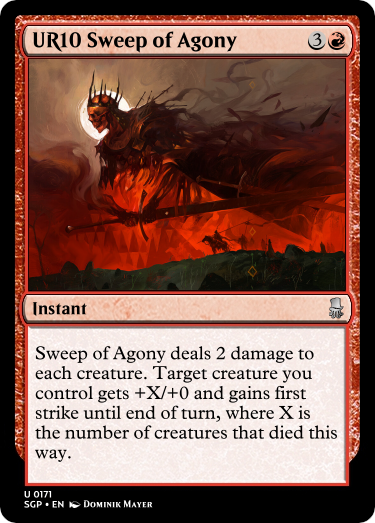 UR10 Sweep of Agony 3
Instant
Sweep of Agony deals 2 damage to
each creature. Target creature you
control gets +X/+0 and gains first
strike until end of turn, where X is
the number of creatures that died this
way.
U 0171
SGP • EN Dominik Mayer